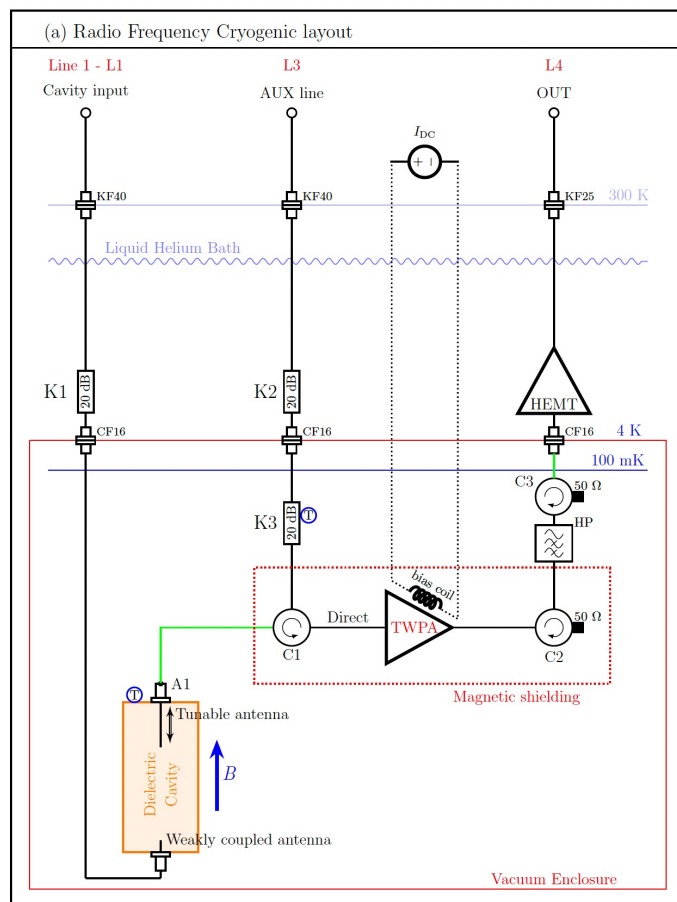 (a) Radio Frequency Cryogenic layout
Line 1 - L1
L3
L4
Cavity input
AUX line
OUT
I_DC
+ −
KF40
KF40
KF25
300 K
Liquid Helium Bath
K1
20 dB
K2
20 dB
HEMT
CF16
CF16
CF16
4 K
100 mK
C3
50 Ω
K3
20 dB
T
HP
bias coil
Direct
TWPA
50 Ω
C1
C2
T
A1
Magnetic shielding
Tunable antenna
Dielectric
Cavity
B
Weakly coupled antenna
Vacuum Enclosure